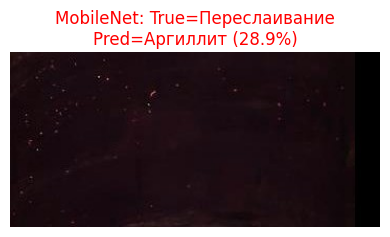 MobileNet: True=Переслаивание
Pred=Аргиллит (28.9%)